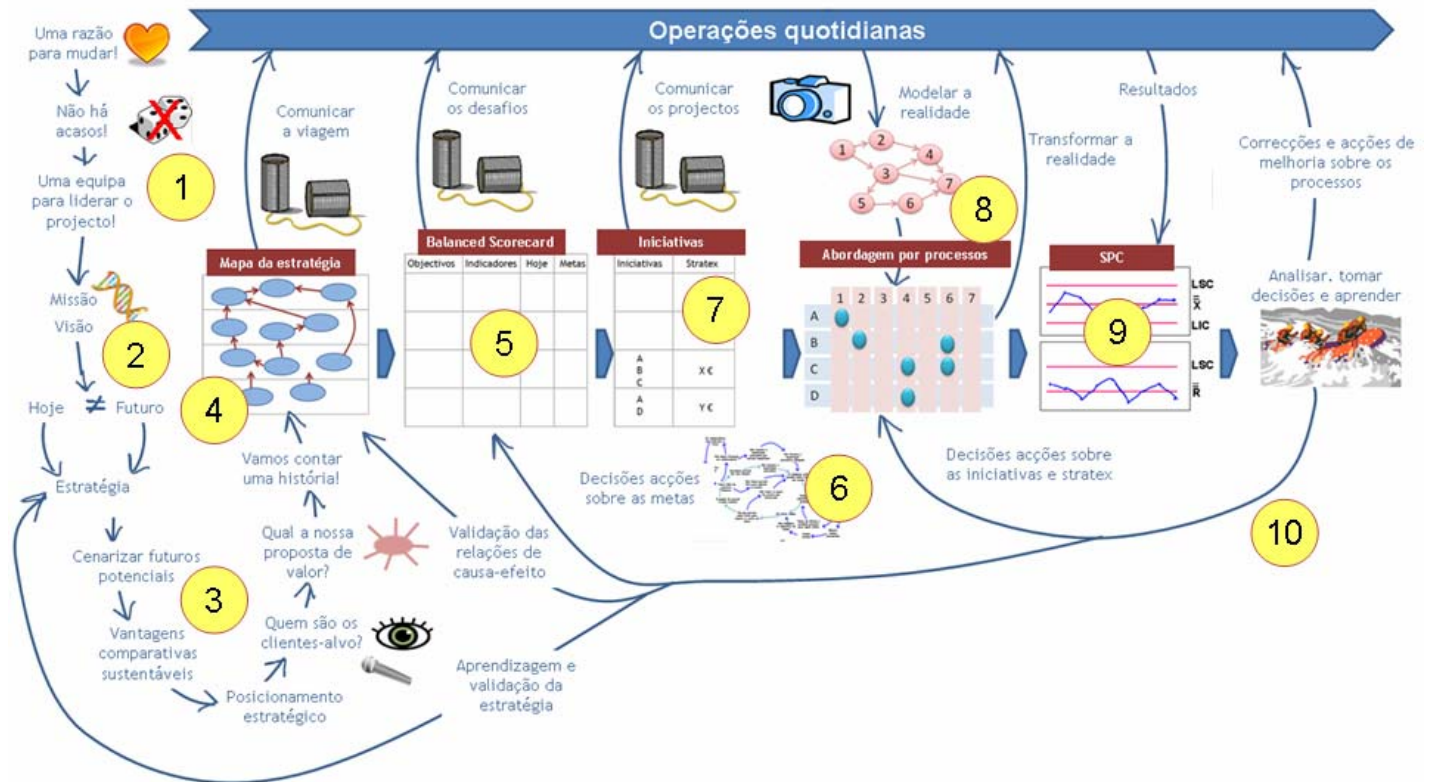 Operações quotidianas
Uma razão
para mudar!
Não há
acasos!
Uma equipa
para liderar o
projecto!
1
Missão
Visão
2
Hoje ≠ Futuro
Estratégia
Cenarizar futuros
potenciais
3
Vantagens
comparativas
sustentáveis
Posicionamento
estratégico
Quem são os
clientes-alvo?
Qual a nossa
proposta de
valor?
Vamos contar
uma história!
4
Comunicar
a viagem
Mapa da estratégia
Comunicar
os desafios
Balanced Scorecard
Objectivos Indicadores Hoje Metas
5
Comunicar
os projectos
Iniciativas
Iniciativas Stratex
7
A
B
C
X €
A
D
Y €
Modelar a
realidade
1
2
3
4
5
6
7
8
Transformar a
realidade
Abordagem por processos
1 2 3 4 5 6 7
A
B
C
D
Resultados
SPC
LSC
X
LIC
9
LSC
R
Correcções e acções de
melhoria sobre os
processos
Analisar, tomar
decisões e aprender
Decisões acções
sobre as metas
6
Decisões acções sobre
as iniciativas e stratex
10
Validação das
relações de
causa-efeito
Aprendizagem e
validação da
estratégia